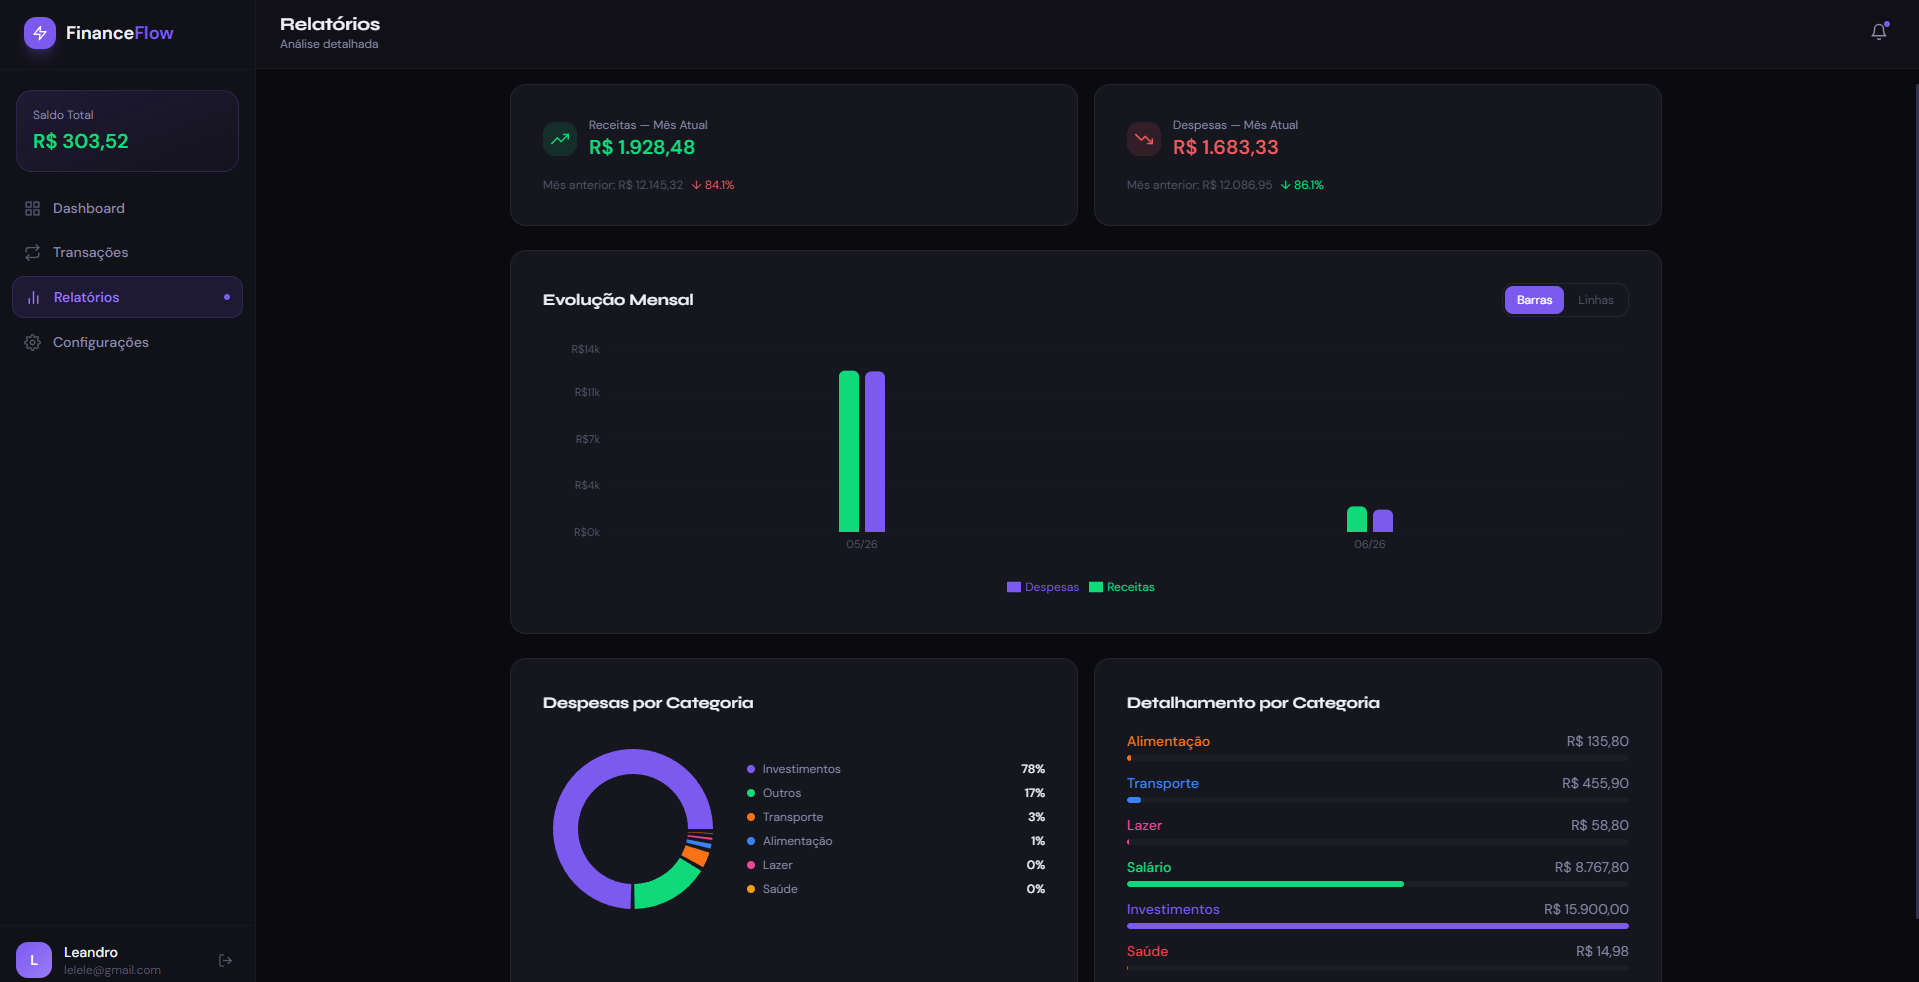 FinanceFlow
Saldo Total
R$ 303,52
Dashboard
Transações
Relatórios
Configurações
Leandro
L
lelele@gmail.com
Relatórios
Análise detalhada
Receitas — Mês Atual
R$ 1.928,48
Mês anterior: R$ 12.145,32 ↓ 84.1%
Despesas — Mês Atual
R$ 1.683,33
Mês anterior: R$ 12.086,95 ↓ 86.1%
Evolução Mensal
Barras Linhas
R$14k
R$11k
R$7k
R$4k
R$0k
05/26 06/26
Despesas Receitas
Despesas por Categoria
Investimentos 78%
Outros 17%
Transporte 3%
Alimentação 1%
Lazer 0%
Saúde 0%
Detalhamento por Categoria
Alimentação R$ 135,80
Transporte R$ 455,90
Lazer R$ 58,80
Salário R$ 8.767,80
Investimentos R$ 15.900,00
Saúde R$ 14,98